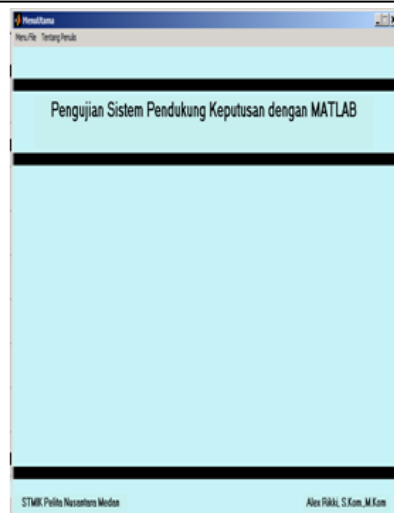 MenuUtama
Menu File Tentang Penulis
Pengujian Sistem Pendukung Keputusan dengan MATLAB
STMIK Pelita Nusantara Medan Alex Rikki, S.Kom.,M.Kom